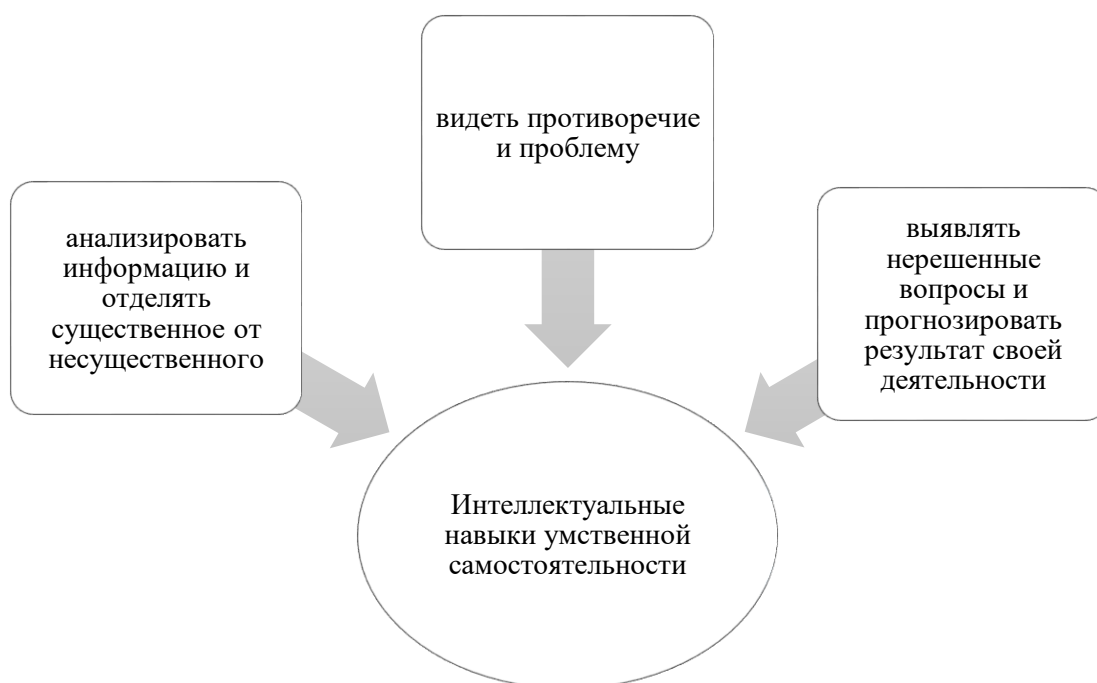 анализировать
информацию и
отделять
существенное от
несущественного
видеть противоречие
и проблему
выявлять
нерешенные
вопросы и
прогнозировать
результат своей
деятельности
Интеллектуальные
навыки умственной
самостоятельности